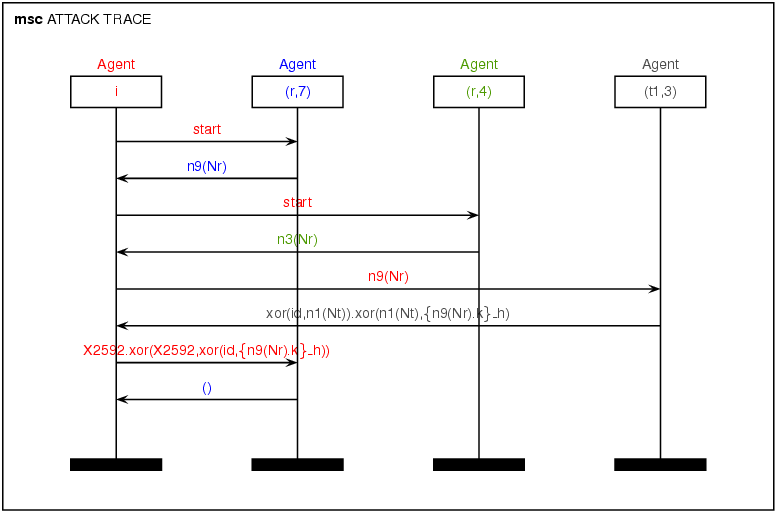 msc ATTACK TRACE
Agent Agent Agent Agent
i (r,7) (r,4) (t1,3)
start
n9(Nr)
start
n3(Nr)
n9(Nr)
xor(id,n1(Nt)).xor(n1(Nt),{n9(Nr).k}_h)
X2592.xor(X2592,xor(id,{n9(Nr).k}_h))
()